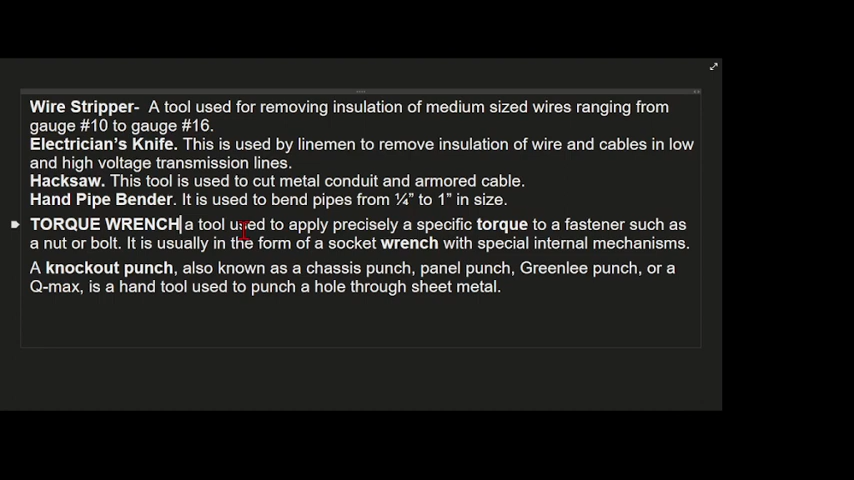 Wire Stripper-  A tool used for removing insulation of medium sized wires ranging from
gauge #10 to gauge #16.
Electrician’s Knife. This is used by linemen to remove insulation of wire and cables in low
and high voltage transmission lines.
Hacksaw. This tool is used to cut metal conduit and armored cable.
Hand Pipe Bender. It is used to bend pipes from ¼” to 1” in size.
TORQUE WRENCH a tool used to apply precisely a specific torque to a fastener such as
a nut or bolt. It is usually in the form of a socket wrench with special internal mechanisms.
A knockout punch, also known as a chassis punch, panel punch, Greenlee punch, or a
Q-max, is a hand tool used to punch a hole through sheet metal.